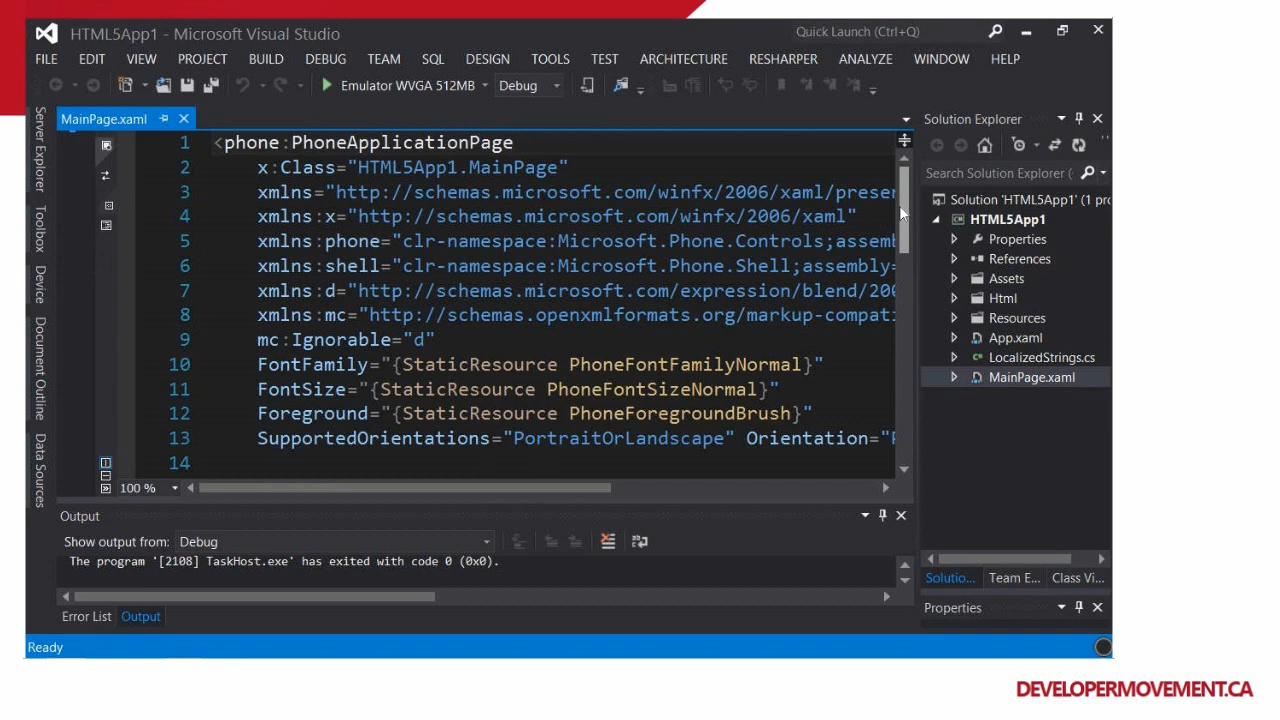 HTML5App1 - Microsoft Visual Studio
Quick Launch (Ctrl+Q)
FILE EDIT VIEW PROJECT BUILD DEBUG TEAM SQL DESIGN TOOLS TEST ARCHITECTURE RESHARPER ANALYZE WINDOW HELP
Emulator WVGA 512MB Debug
Server Explorer
Toolbox
Device
Document Outline
Data Sources
MainPage.xaml
1 <phone:PhoneApplicationPage
2 x:Class="HTML5App1.MainPage"
3 xmlns="http://schemas.microsoft.com/winfx/2006/xaml/preser
4 xmlns:x="http://schemas.microsoft.com/winfx/2006/xaml"
5 xmlns:phone="clr-namespace:Microsoft.Phone.Controls;assemb
6 xmlns:shell="clr-namespace:Microsoft.Phone.Shell;assembly=
7 xmlns:d="http://schemas.microsoft.com/expression/blend/200
8 xmlns:mc="http://schemas.openxmlformats.org/markup-compati
9 mc:Ignorable="d"
10 FontFamily="{StaticResource PhoneFontFamilyNormal}"
11 FontSize="{StaticResource PhoneFontSizeNormal}"
12 Foreground="{StaticResource PhoneForegroundBrush}"
13 SupportedOrientations="PortraitOrLandscape" Orientation="P
14
100 %
Output
Show output from: Debug
The program '[2108] TaskHost.exe' has exited with code 0 (0x0).
Error List Output
Solution Explorer
Search Solution Explorer (
Solution 'HTML5App1' (1 pro
HTML5App1
Properties
References
Assets
Html
Resources
App.xaml
LocalizedStrings.cs
MainPage.xaml
Solutio... Team E... Class Vi...
Properties
Ready
DEVELOPERMOVEMENT.CA